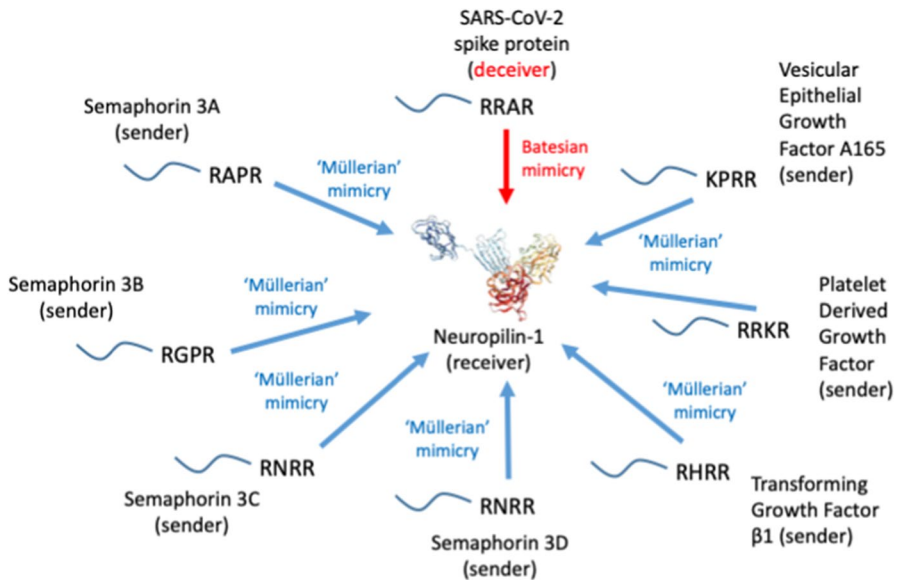 SARS-CoV-2
spike protein
(deceiver)
RRAR
Batesian
mimicry
Semaphorin 3A
(sender)
RAPR
'Müllerian'
mimicry
Vesicular
Epithelial
Growth
Factor A165
(sender)
KPRR
'Müllerian'
mimicry
Semaphorin 3B
(sender)
RGPR
'Müllerian'
mimicry
Neuropilin-1
(receiver)
Platelet
Derived
Growth
Factor
(sender)
RRKR
'Müllerian'
mimicry
RNRR
Semaphorin 3C
(sender)
'Müllerian'
mimicry
RNRR
Semaphorin 3D
(sender)
'Müllerian'
mimicry
RHRR
Transforming
Growth Factor
β1 (sender)